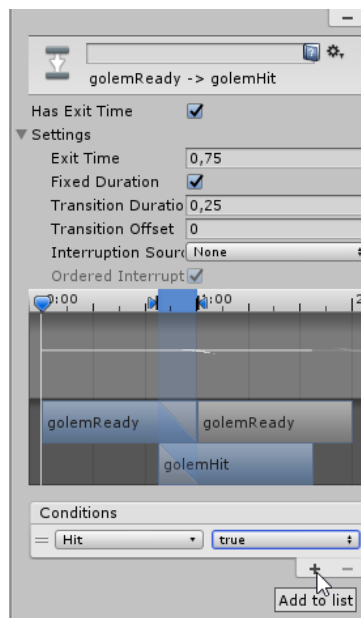 golemReady -> golemHit
Has Exit Time
Settings
Exit Time 0,75
Fixed Duration
Transition Duratio 0,25
Transition Offset 0
Interruption Sourc None
Ordered Interrupt
0:00 1:00 2
golemReady golemReady
golemHit
Conditions
Hit true
+ −
Add to list